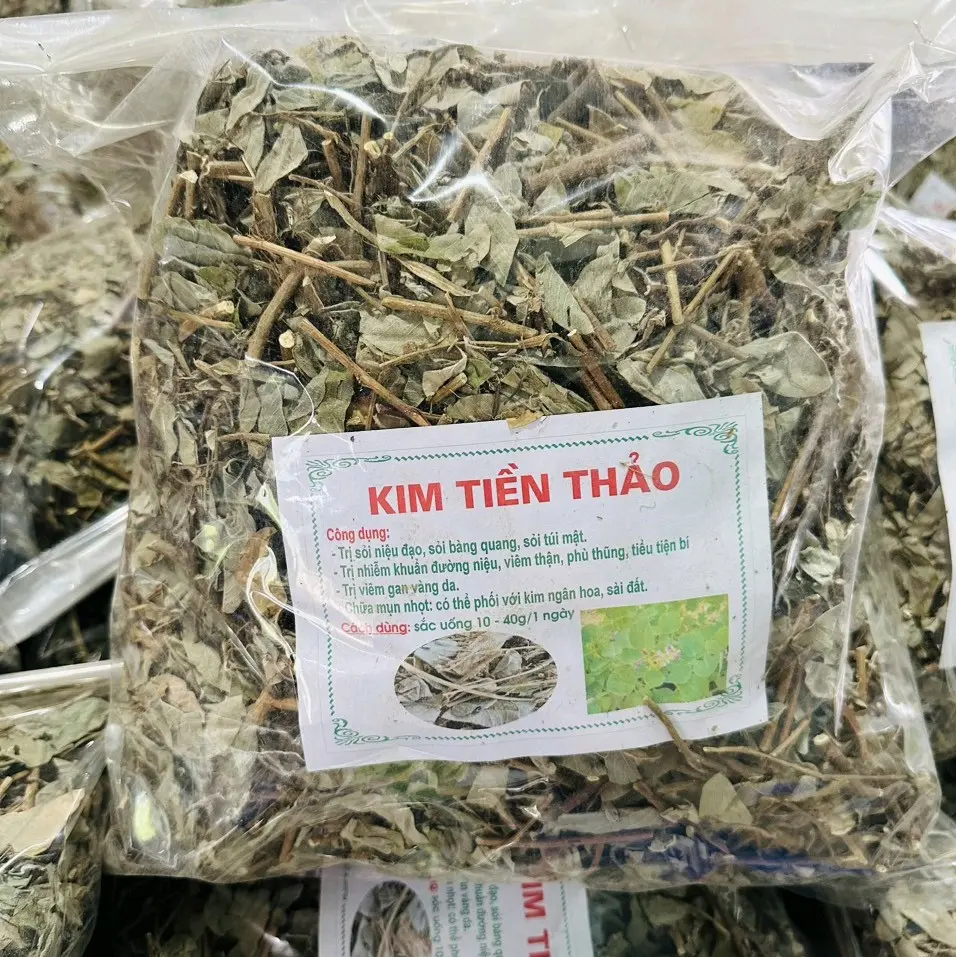 KIM TIỀN THẢO
Công dụng:
- Trị sỏi niệu đạo, sỏi bàng quang, sỏi túi mật.
- Trị nhiễm khuẩn đường niệu, viêm thận, phù thũng, tiểu tiện bí
- Trị viêm gan vàng da.
Chữa mụn nhọt: có thể phối với kim ngân hoa, sài đất.
Cách dùng: sắc uống 10 - 40g/1 ngày
KIM TI